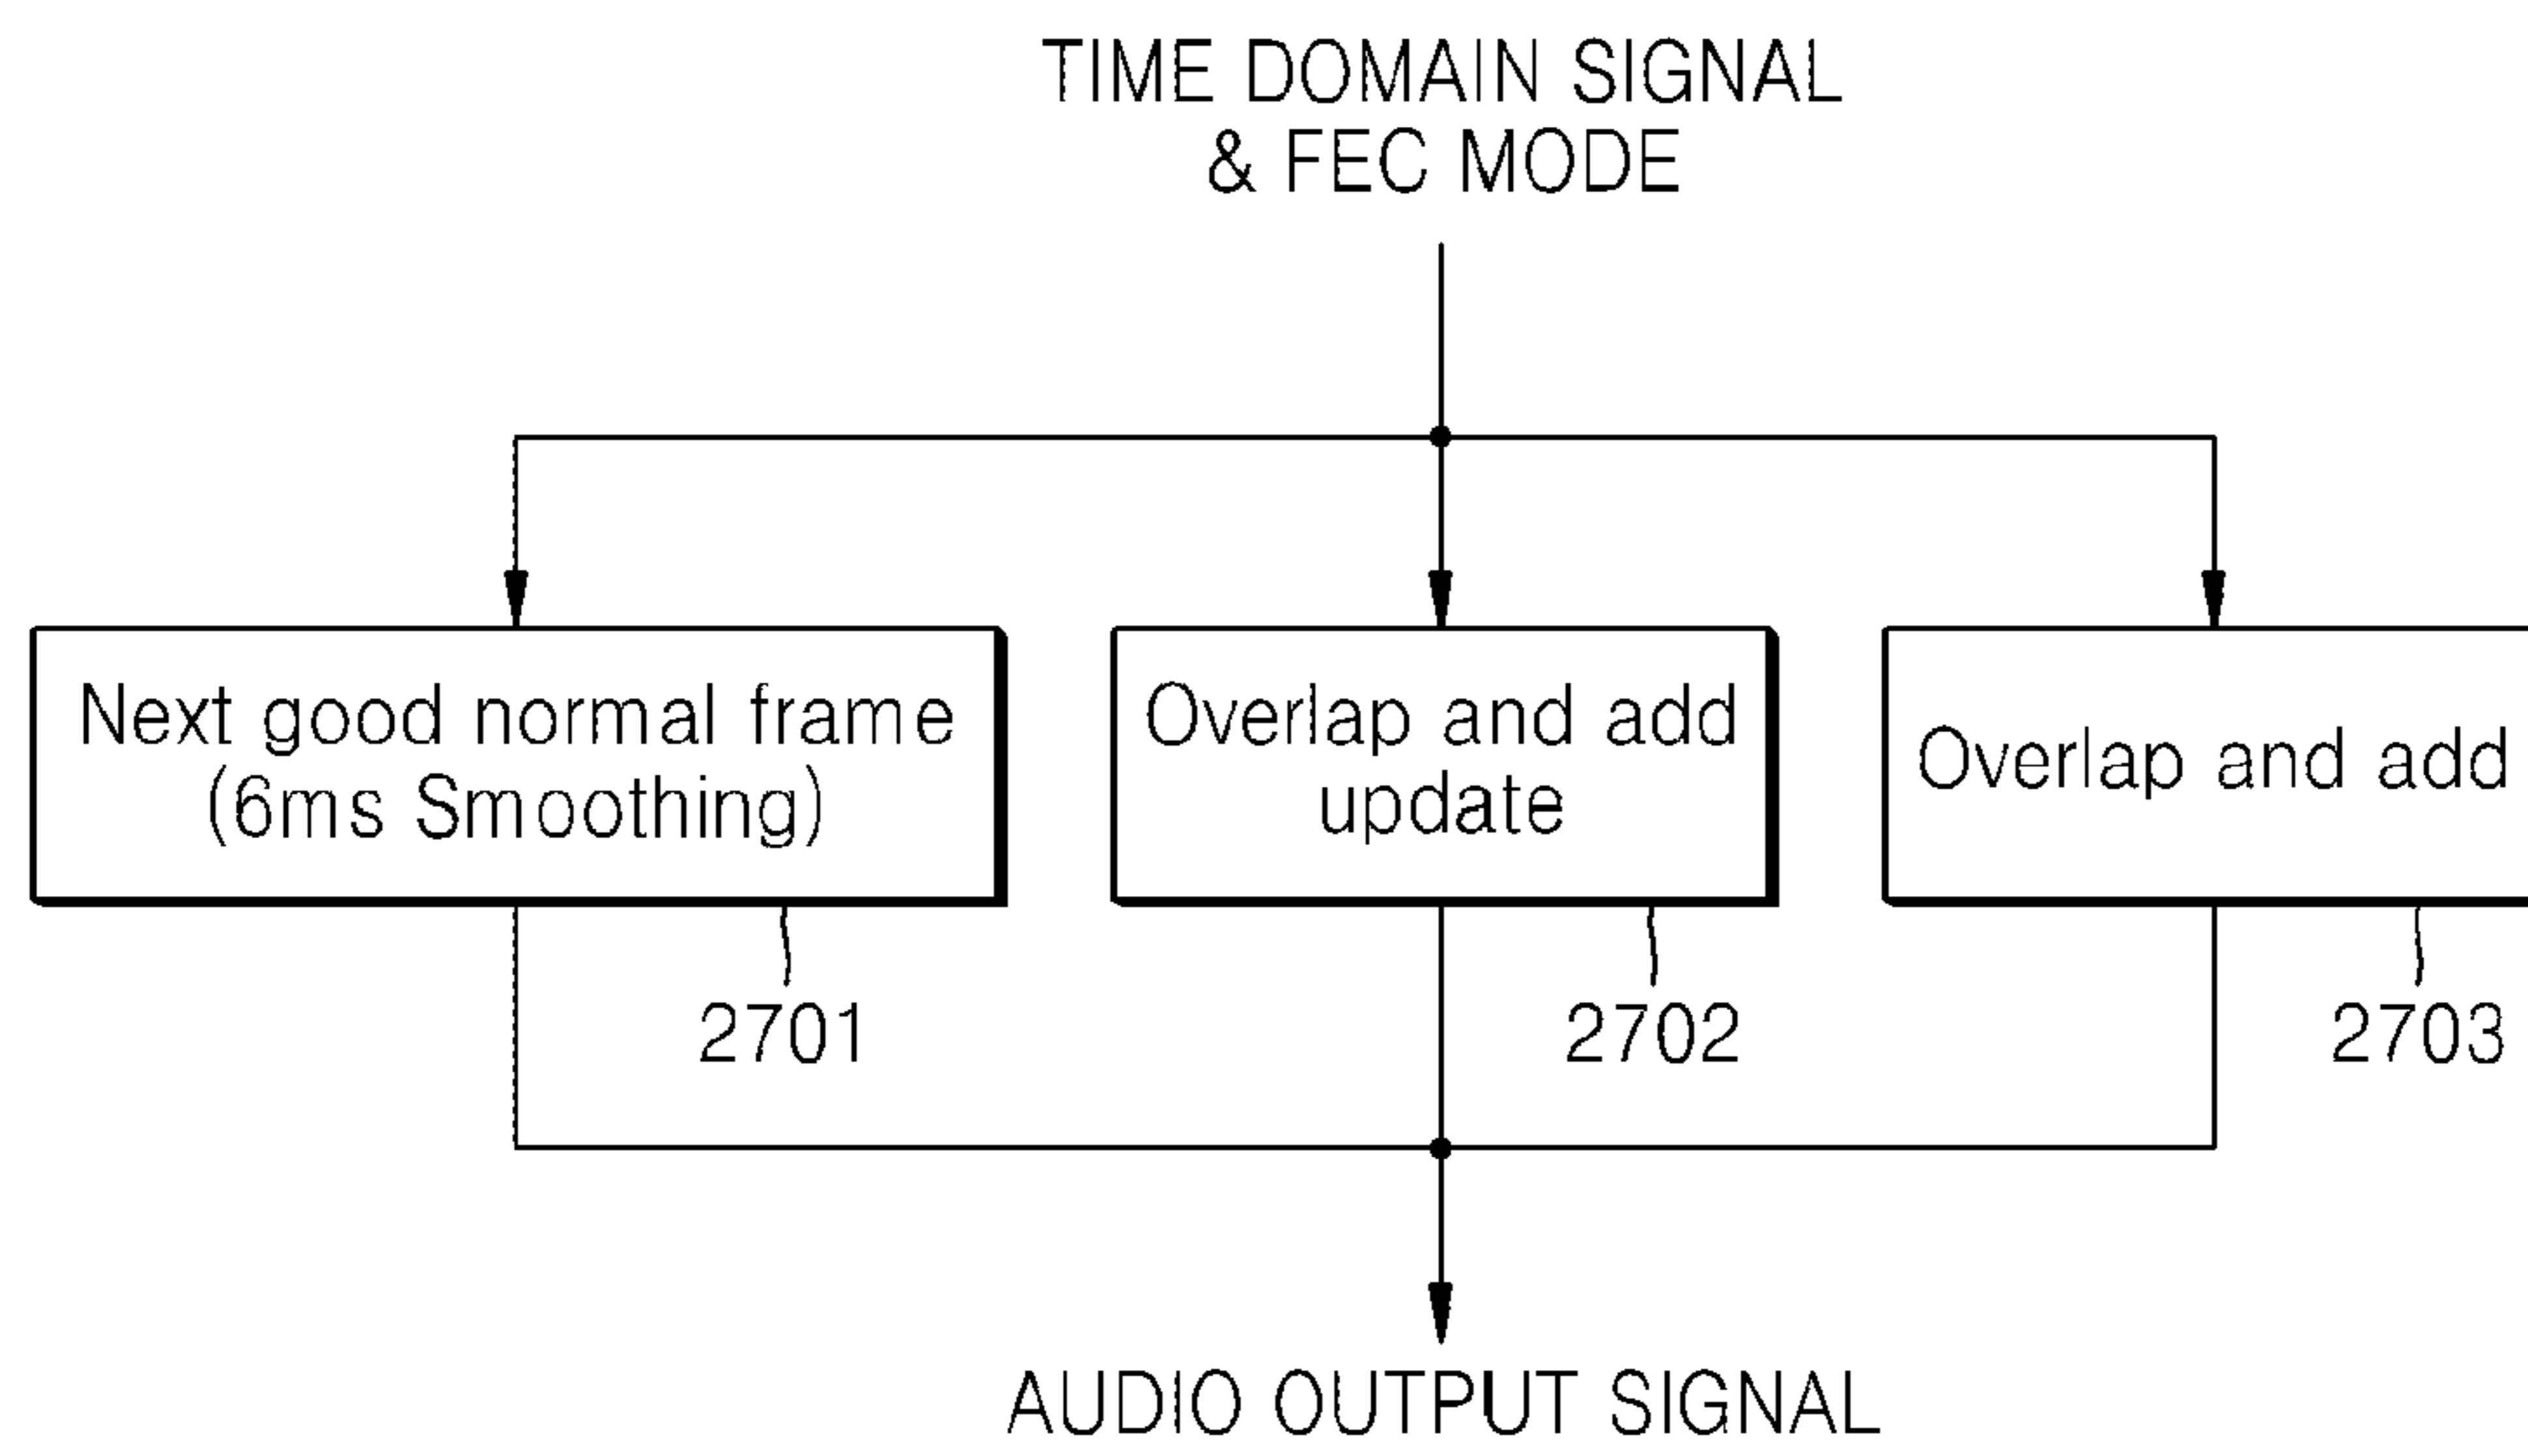 TIME DOMAIN SIGNAL
& FEC MODE
Next good normal frame
(6ms Smoothing)
Overlap and add
update
Overlap and add
2701
2702
2703
AUDIO OUTPUT SIGNAL